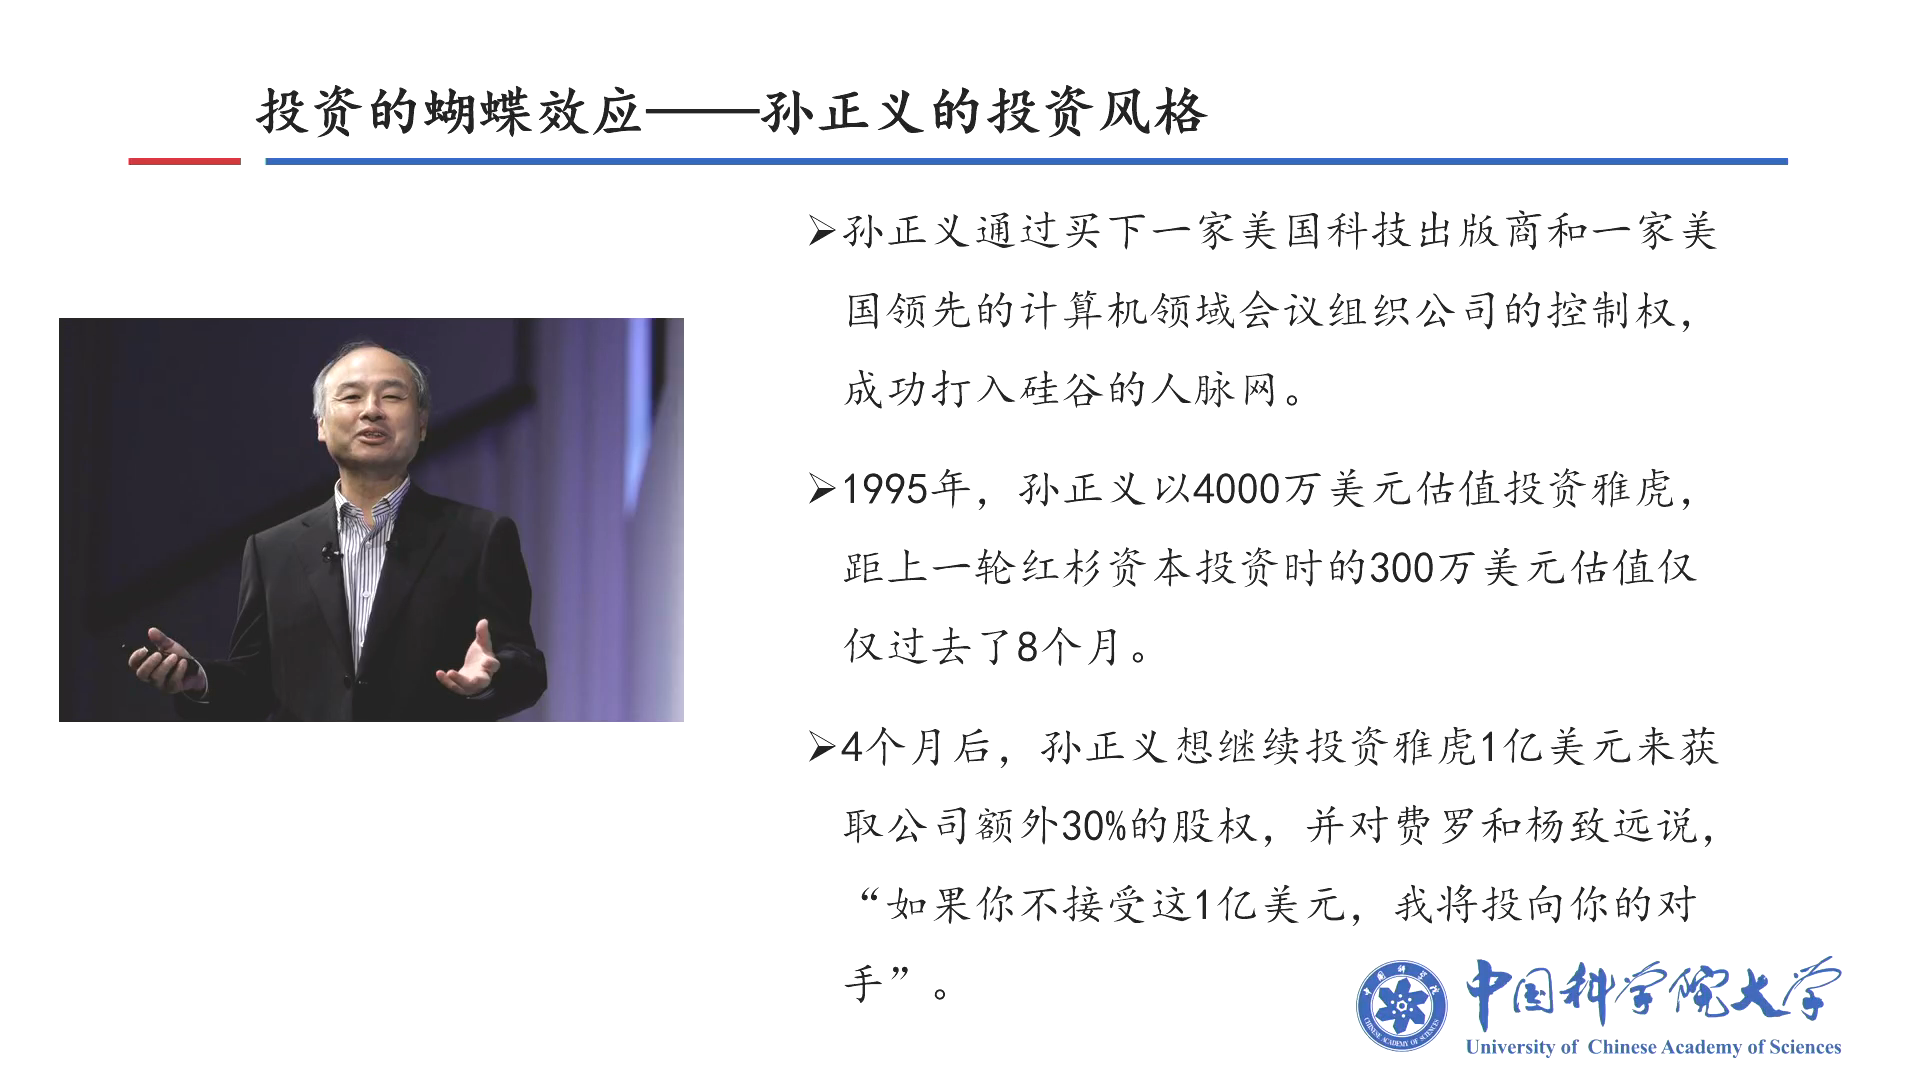 投资的蝴蝶效应——孙正义的投资风格
➢孙正义通过买下一家美国科技出版商和一家美
国领先的计算机领域会议组织公司的控制权，
成功打入硅谷的人脉网。
➢1995年，孙正义以4000万美元估值投资雅虎，
距上一轮红杉资本投资时的300万美元估值仅
仅过去了8个月。
➢4个月后，孙正义想继续投资雅虎1亿美元来获
取公司额外30%的股权，并对费罗和杨致远说，
“如果你不接受这1亿美元，我将投向你的对
手”。
中国科学院大学
University of Chinese Academy of Sciences
中国科学院
CHINESE ACADEMY OF SCIENCES